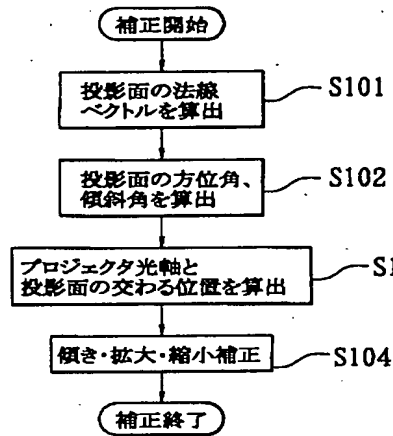 補正開始
投影面の法線
ベクトルを算出
S101
投影面の方位角、
傾斜角を算出
S102
プロジェクタ光軸と
投影面の交わる位置を算出
S1
傾き・拡大・縮小補正
S104
補正終了